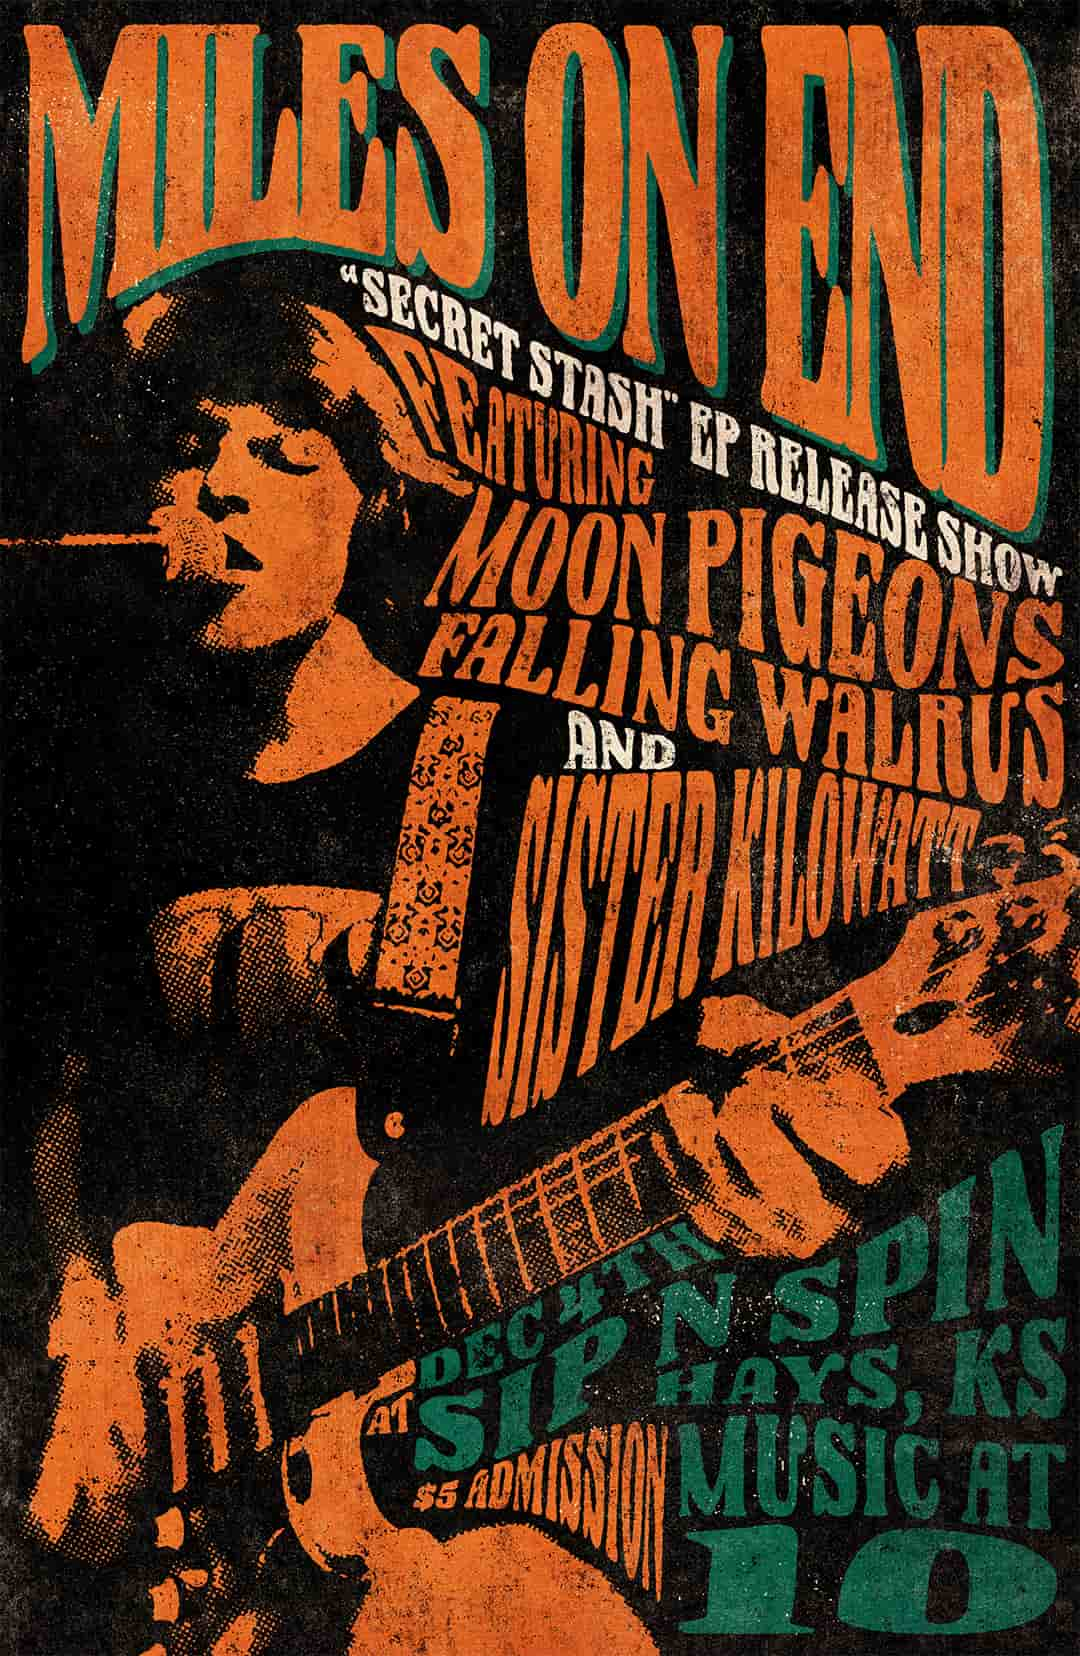 MILES ON END
"SECRET STASH" EP RELEASE SHOW
FEATURING
MOON PIGEONS
FALLING WALRUS
AND
SISTER KILOWATT
DEC 4TH
AT SIP N SPIN
HAYS, KS
$5 ADMISSION
MUSIC AT
10